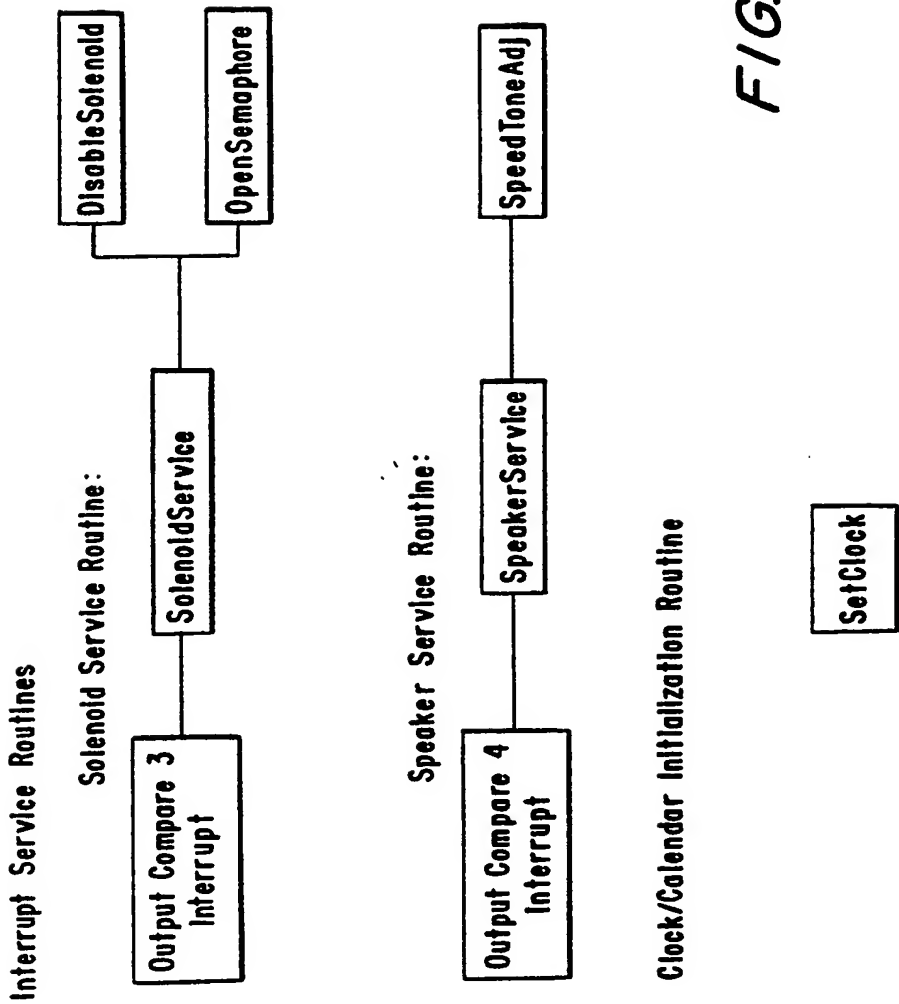 Interrupt Service Routines
Solenoid Service Routine:
Output Compare 3
Interrupt
SolenoidService
DisableSolenoid
OpenSemaphore
Speaker Service Routine:
Output Compare 4
Interrupt
SpeakerService
SpeedToneAdj
Clock/Calendar Initialization Routine
SetClock
FIG.